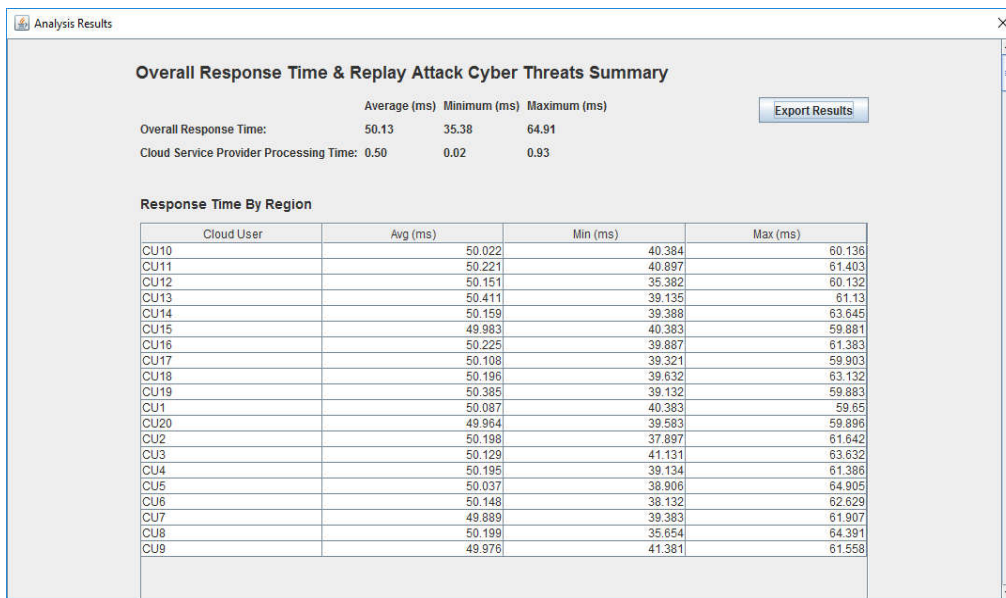 Analysis Results
Overall Response Time & Replay Attack Cyber Threats Summary
Average (ms) Minimum (ms) Maximum (ms)
Export Results
Overall Response Time: 50.13 35.38 64.91
Cloud Service Provider Processing Time: 0.50 0.02 0.93
Response Time By Region
Cloud User Avg (ms) Min (ms) Max (ms)
CU10 50.022 40.384 60.136
CU11 50.221 40.897 61.403
CU12 50.151 35.382 60.132
CU13 50.411 39.135 61.13
CU14 50.159 39.388 63.645
CU15 49.983 40.383 59.881
CU16 50.225 39.887 61.383
CU17 50.108 39.321 59.903
CU18 50.196 39.632 63.132
CU19 50.385 39.132 59.883
CU1 50.087 40.383 59.65
CU20 49.964 39.583 59.896
CU2 50.198 37.897 61.642
CU3 50.129 41.131 63.632
CU4 50.195 39.134 61.386
CU5 50.037 38.906 64.905
CU6 50.148 38.132 62.629
CU7 49.889 39.383 61.907
CU8 50.199 35.654 64.391
CU9 49.976 41.381 61.558